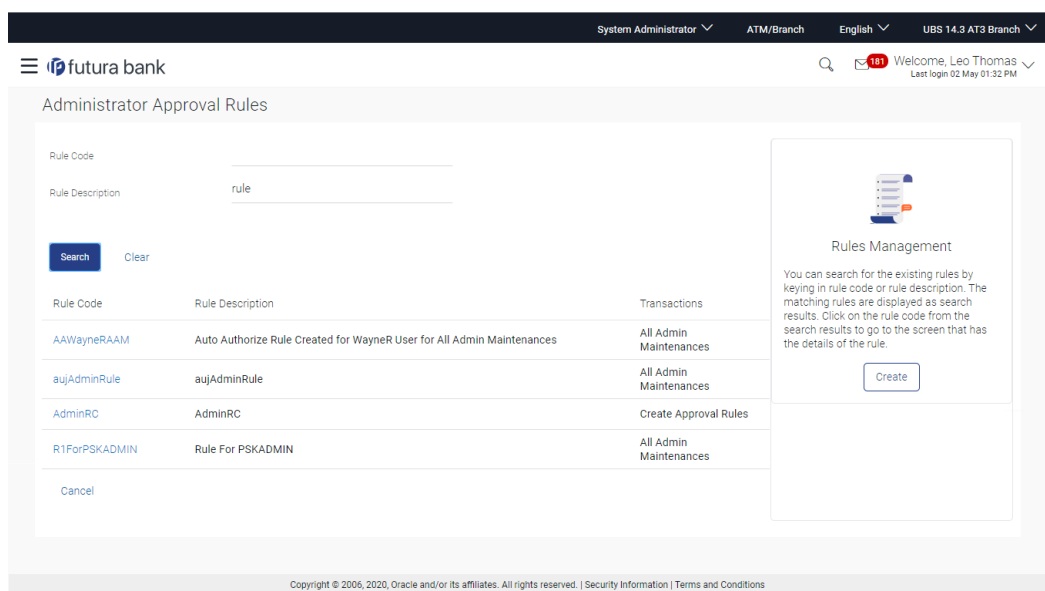 System Administrator ATM/Branch English UBS 14.3 AT3 Branch
futura bank
181
Welcome, Leo Thomas
Last login 02 May 01:32 PM
Administrator Approval Rules
Rule Code
Rule Description rule
Search Clear
Rule Code Rule Description Transactions
AAWayneRAAM Auto Authorize Rule Created for WayneR User for All Admin Maintenances All Admin
Maintenances
aujAdminRule aujAdminRule All Admin
Maintenances
AdminRC AdminRC Create Approval Rules
R1ForPSKADMIN Rule For PSKADMIN All Admin
Maintenances
Cancel
Rules Management
You can search for the existing rules by
keying in rule code or rule description. The
matching rules are displayed as search
results. Click on the rule code from the
search results to go to the screen that has
the details of the rule.
Create
Copyright © 2006, 2020, Oracle and/or its affiliates. All rights reserved. | Security Information | Terms and Conditions